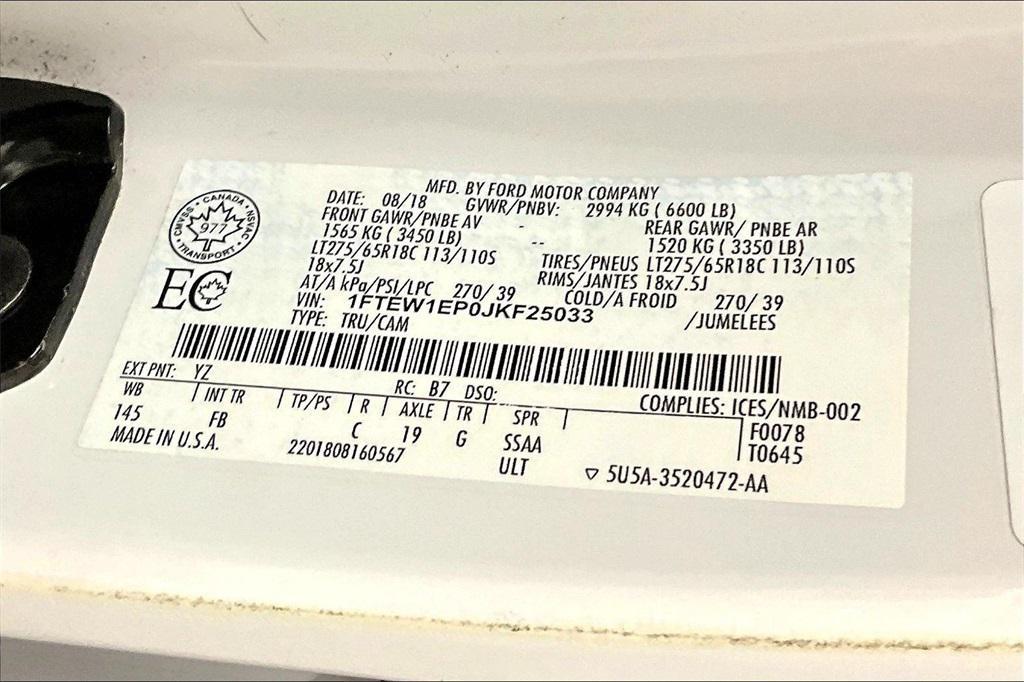 MFD. BY FORD MOTOR COMPANY
DATE: 08/18 GVWR/PNBV: 2994 KG ( 6600 LB)
FRONT GAWR/PNBE AV - REAR GAWR/ PNBE AR
1565 KG ( 3450 LB) -- 1520 KG ( 3350 LB)
LT275/65R18C 113/110S TIRES/PNEUS LT275/65R18C 113/110S
18x7.5J RIMS/JANTES 18x7.5J
AT/A kPa/PSI/LPC 270/ 39 COLD/A FROID 270/ 39
VIN: 1FTEW1EP0JKF25033 /JUMELEES
TYPE: TRU/CAM
CANADA
CMVSS NSVAC
977
TRANSPORT
EC
EXT PNT: YZ RC: B7 DSO:
COMPLIES: ICES/NMB-002
WB INT TR TP/PS R AXLE TR SPR F0078
145 FB C 19 G SSAA T0645
MADE IN U.S.A. 2201808160567 ULT 5U5A-3520472-AA